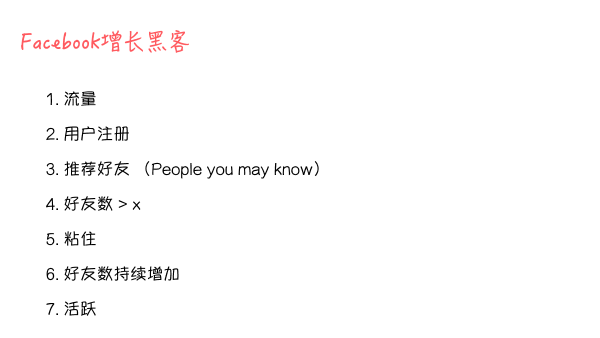 Facebook增长黑客
1. 流量
2. 用户注册
3. 推荐好友 （People you may know）
4. 好友数 > x
5. 粘住
6. 好友数持续增加
7. 活跃